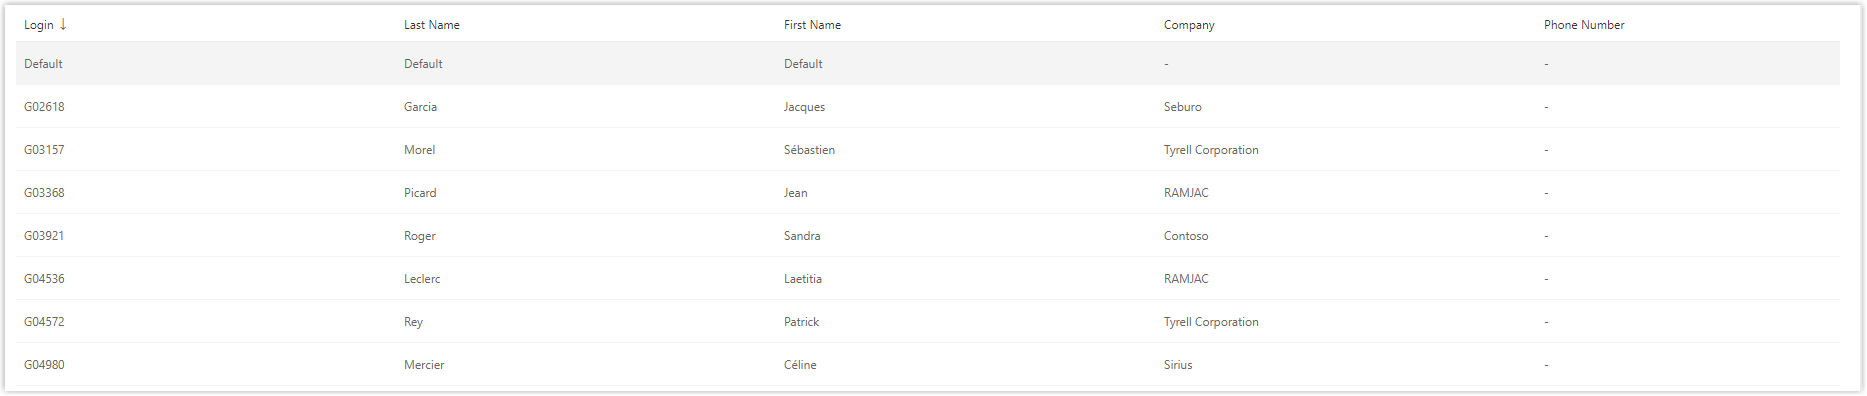 Login ↓ Last Name First Name Company Phone Number
Default Default Default - -
G02618 Garcia Jacques Seburo -
G03157 Morel Sébastien Tyrell Corporation -
G03368 Picard Jean RAMJAC -
G03921 Roger Sandra Contoso -
G04536 Leclerc Laetitia RAMJAC -
G04572 Rey Patrick Tyrell Corporation -
G04980 Mercier Céline Sirius -